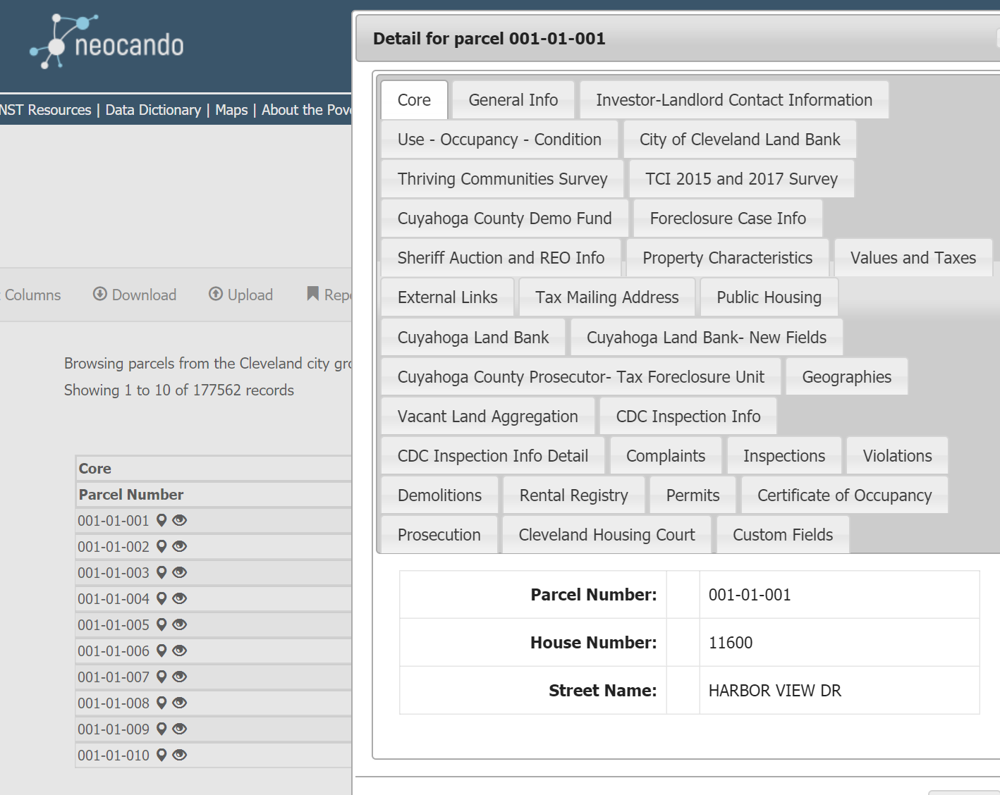 neocando
NST Resources | Data Dictionary | Maps | About the
Columns
Download
Upload
Browsing parcels from the Cleveland city
Showing 1 to 10 of 177562 records
Core
Parcel Number
001-01-001
001-01-002
001-01-003
001-01-004
001-01-005
001-01-006
001-01-007
001-01-008
001-01-009
001-01-010
Detail for parcel 001-01-001
Core General Info Investor-Landlord Contact Information
Use - Occupancy - Condition City of Cleveland Land Bank
Thriving Communities Survey TCI 2015 and 2017 Survey
Cuyahoga County Demo Fund Foreclosure Case Info
Sheriff Auction and REO Info Property Characteristics Values and Taxes
External Links Tax Mailing Address Public Housing
Cuyahoga Land Bank Cuyahoga Land Bank- New Fields
Cuyahoga County Prosecutor- Tax Foreclosure Unit Geographies
Vacant Land Aggregation CDC Inspection Info
CDC Inspection Info Detail Complaints Inspections Violations
Demolitions Rental Registry Permits Certificate of Occupancy
Prosecution Cleveland Housing Court Custom Fields
Parcel Number: 001-01-001
House Number: 11600
Street Name: HARBOR VIEW DR